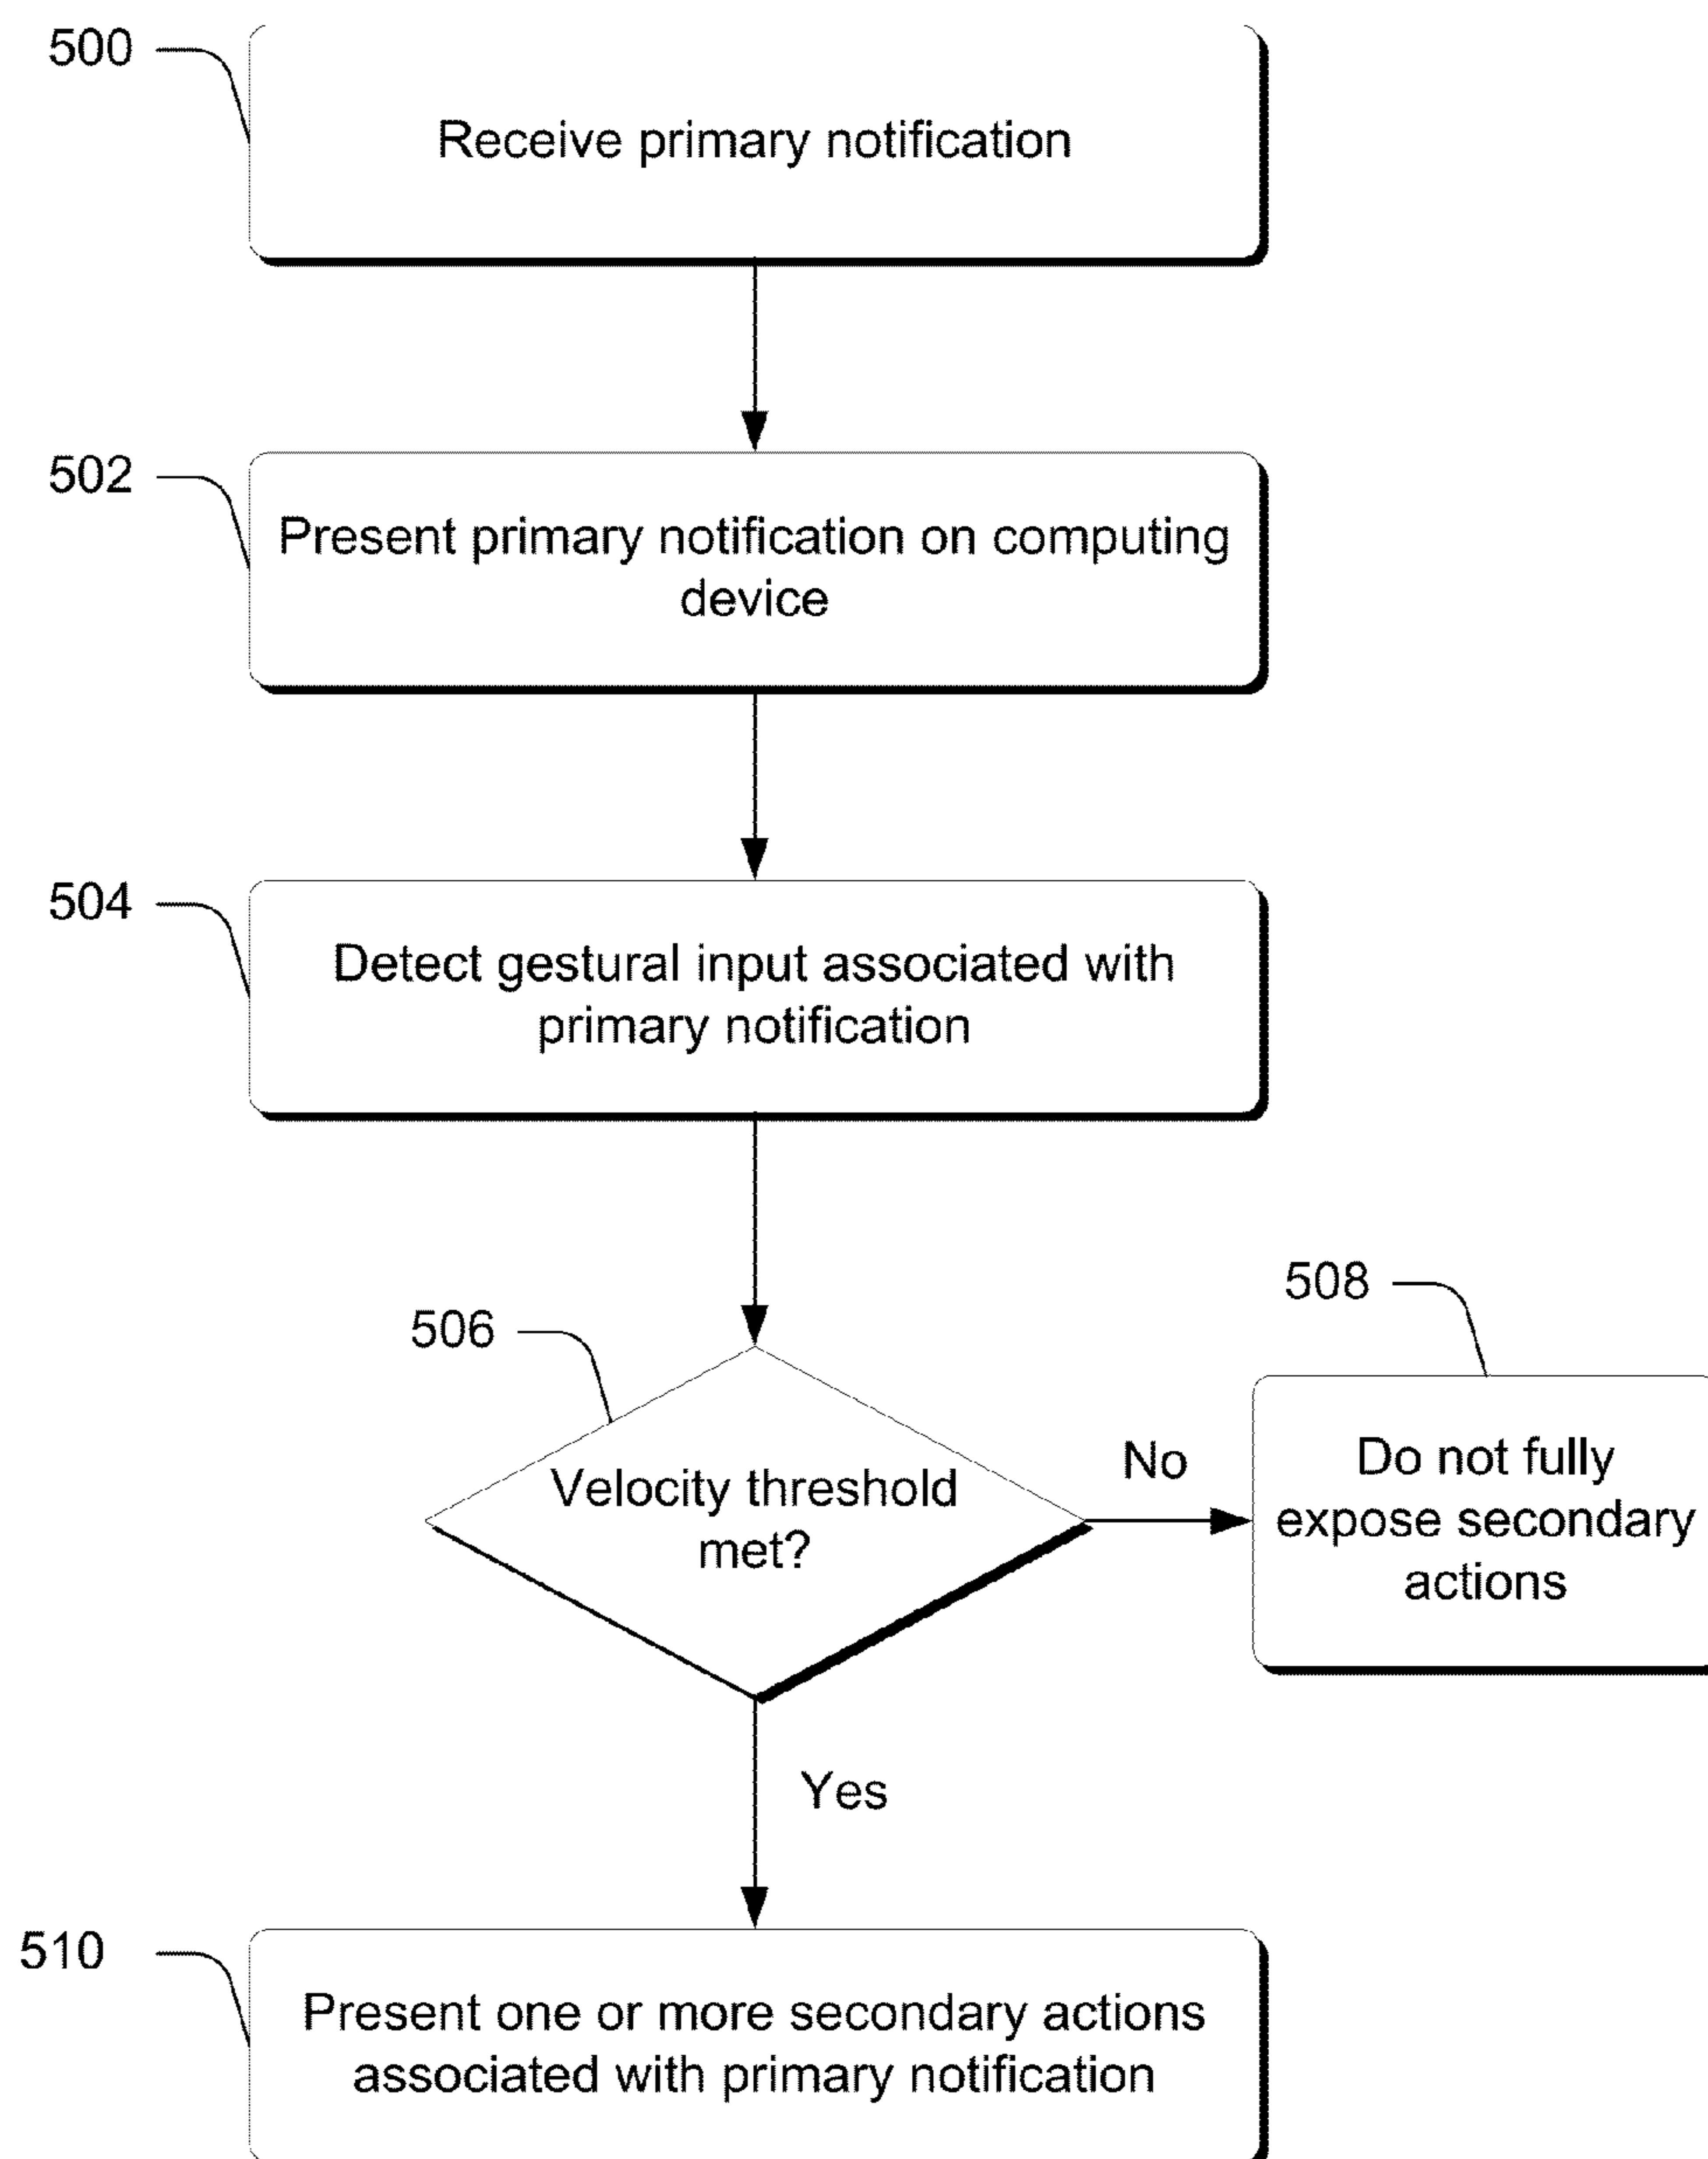 500
Receive primary notification
502
Present primary notification on computing
device
504
Detect gestural input associated with
primary notification
506
Velocity threshold
met?
No
508
Do not fully
expose secondary
actions
Yes
510
Present one or more secondary actions
associated with primary notification